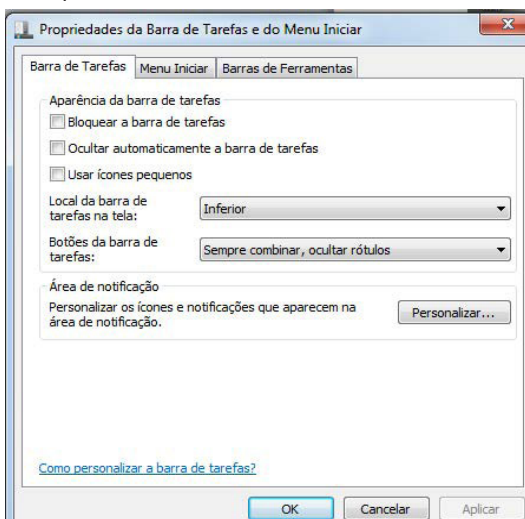 Propriedades da Barra de Tarefas e do Menu Iniciar
Barra de Tarefas Menu Iniciar Barras de Ferramentas
Aparência da barra de tarefas
Bloquear a barra de tarefas
Ocultar automaticamente a barra de tarefas
Usar ícones pequenos
Local da barra de
tarefas na tela:
Inferior
Botões da barra de
tarefas:
Sempre combinar, ocultar rótulos
Área de notificação
Personalizar os ícones e notificações que aparecem na
área de notificação.
Personalizar...
Como personalizar a barra de tarefas?
OK Cancelar Aplicar